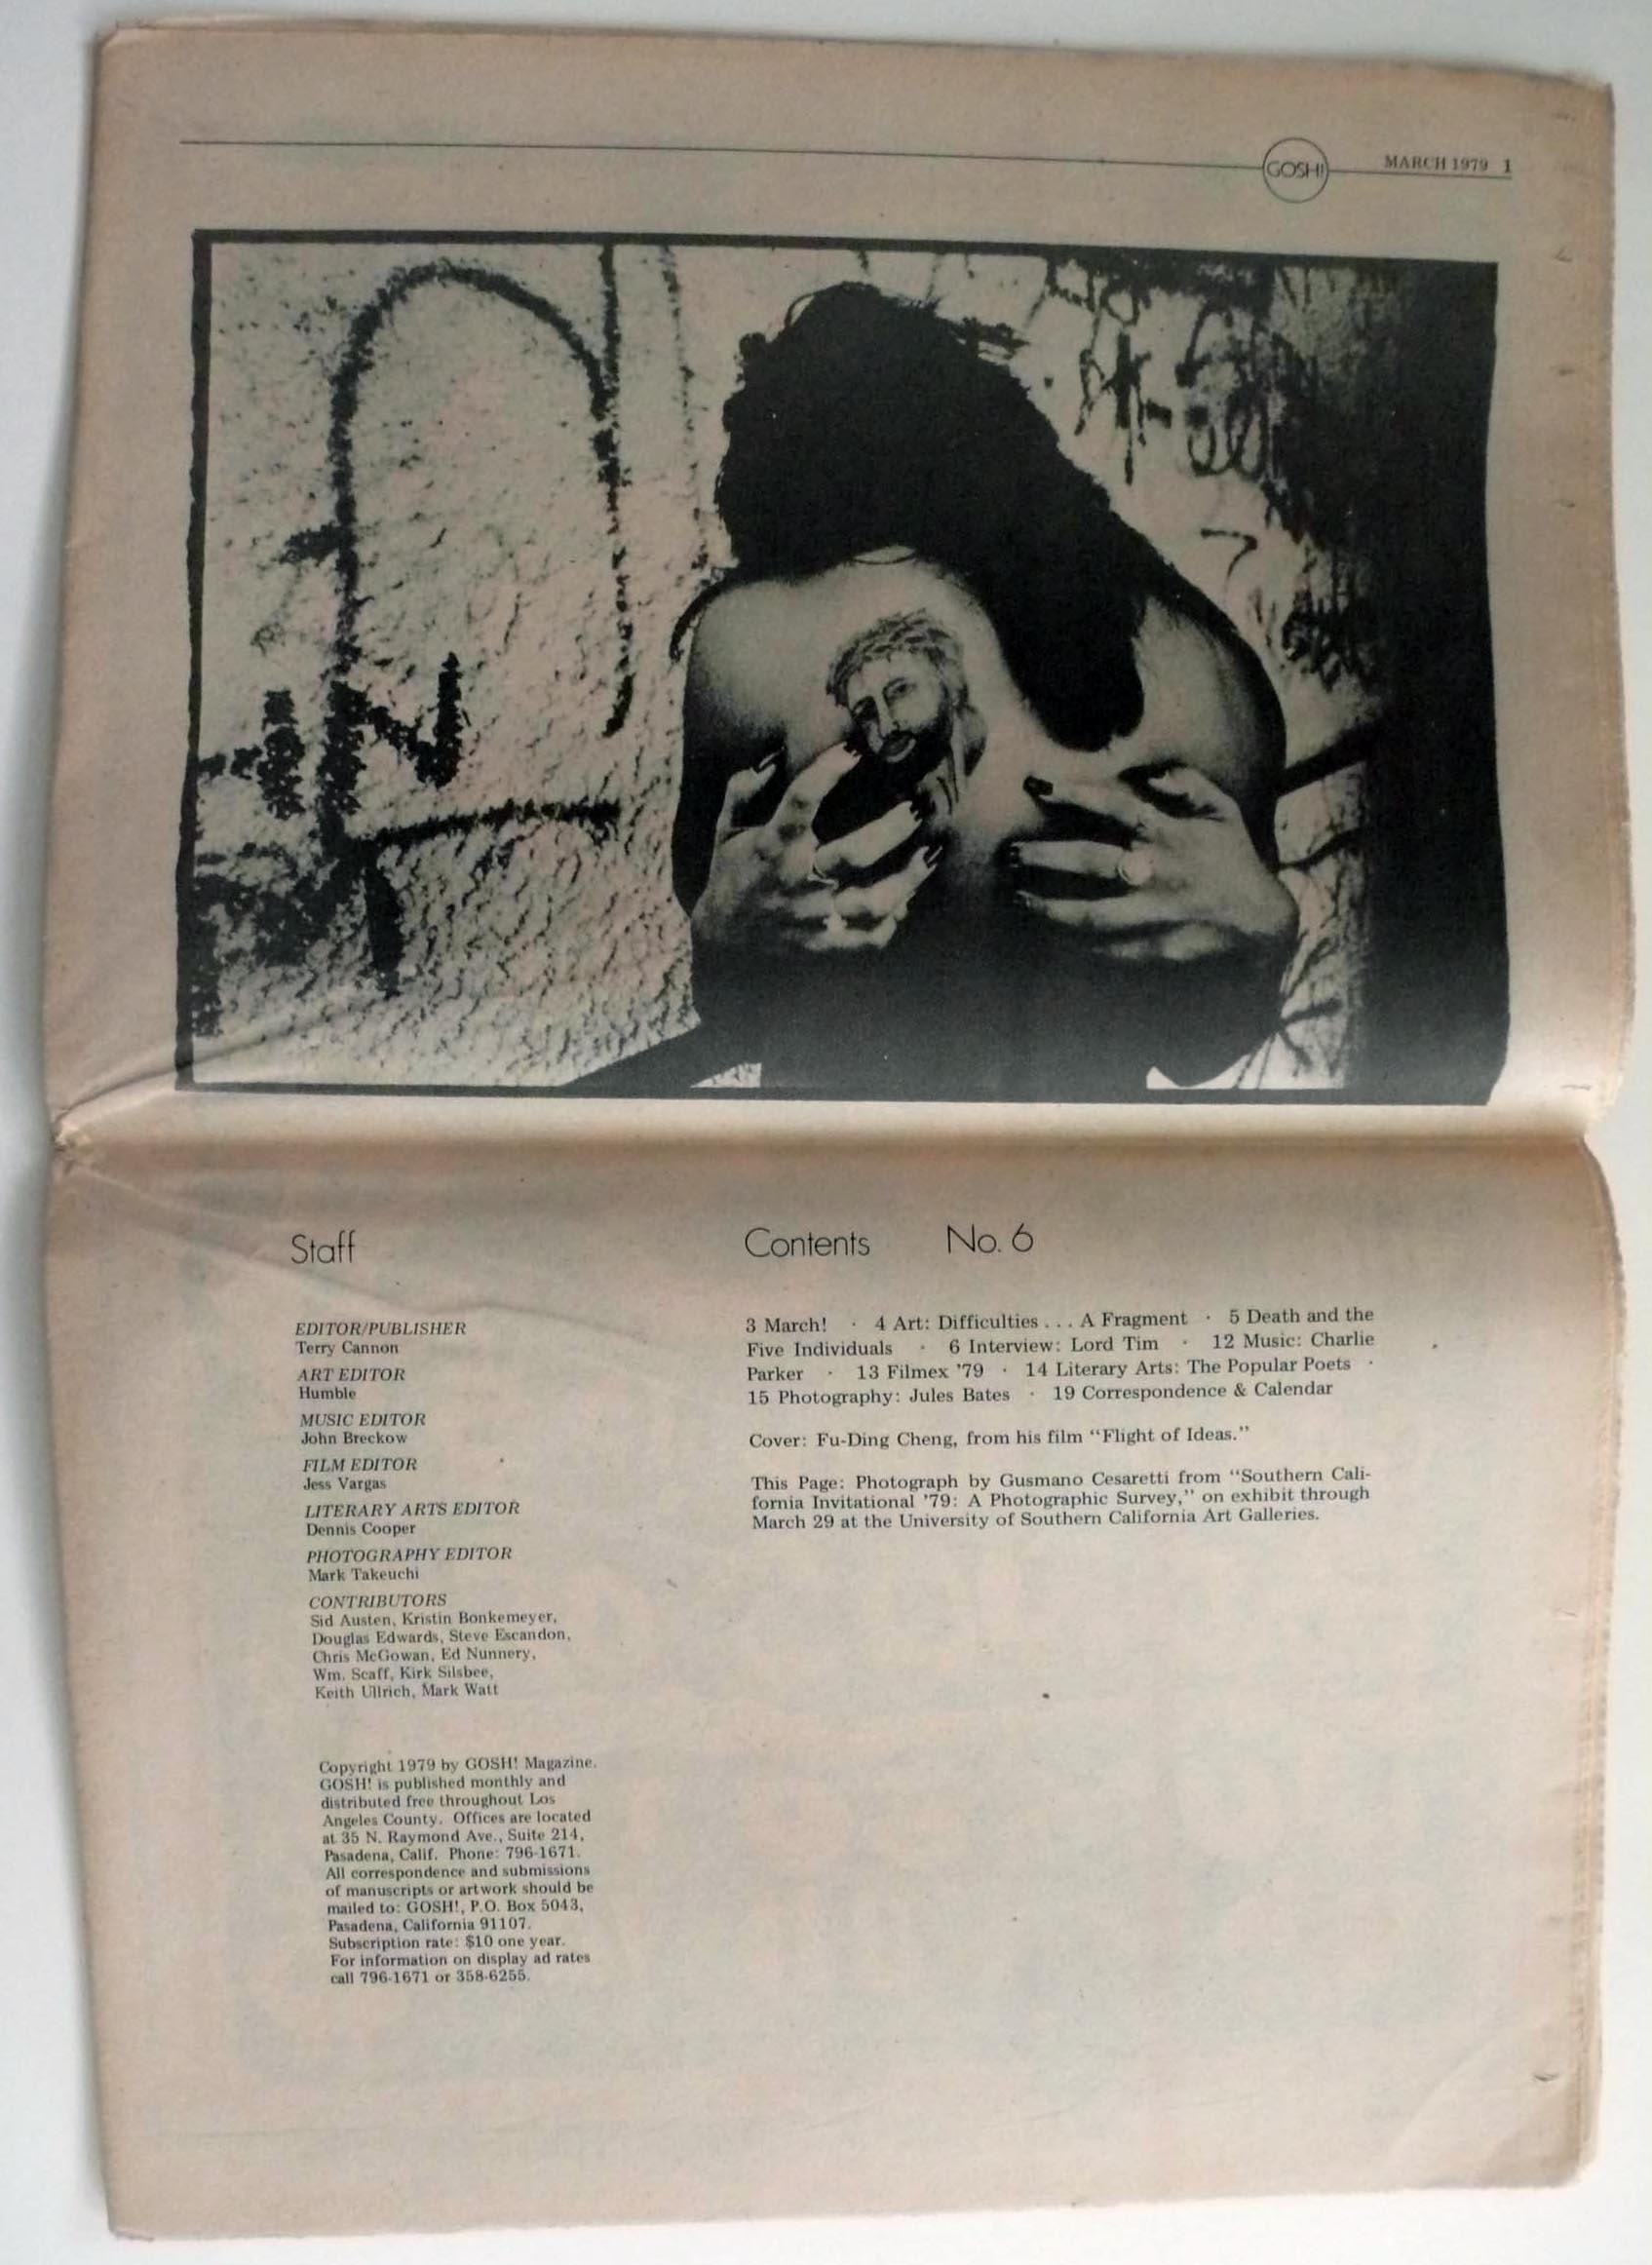 GOSH! MARCH 1979 1
Staff
EDITOR/PUBLISHER
Terry Cannon
ART EDITOR
Humble
MUSIC EDITOR
John Breckow
FILM EDITOR
Jess Vargas
LITERARY ARTS EDITOR
Dennis Cooper
PHOTOGRAPHY EDITOR
Mark Takeuchi
CONTRIBUTORS
Sid Austen, Kristin Bonkemeyer,
Douglas Edwards, Steve Escandon,
Chris McGowan, Ed Nunnery,
Wm. Scaff, Kirk Silsbee,
Keith Ullrich, Mark Watt
Copyright 1979 by GOSH! Magazine.
GOSH! is published monthly and
distributed free throughout Los
Angeles County. Offices are located
at 35 N. Raymond Ave., Suite 214,
Pasadena, Calif. Phone: 796-1671.
All correspondence and submissions
of manuscripts or artwork should be
mailed to: GOSH!, P.O. Box 5043,
Pasadena, California 91107.
Subscription rate: $10 one year.
For information on display ad rates
call 796-1671 or 358-6255.
Contents No. 6
3 March! · 4 Art: Difficulties . . . A Fragment · 5 Death and the
Five Individuals · 6 Interview: Lord Tim · 12 Music: Charlie
Parker · 13 Filmex '79 · 14 Literary Arts: The Popular Poets ·
15 Photography: Jules Bates · 19 Correspondence & Calendar
Cover: Fu-Ding Cheng, from his film "Flight of Ideas."
This Page: Photograph by Gusmano Cesaretti from "Southern Cali-
fornia Invitational '79: A Photographic Survey," on exhibit through
March 29 at the University of Southern California Art Galleries.